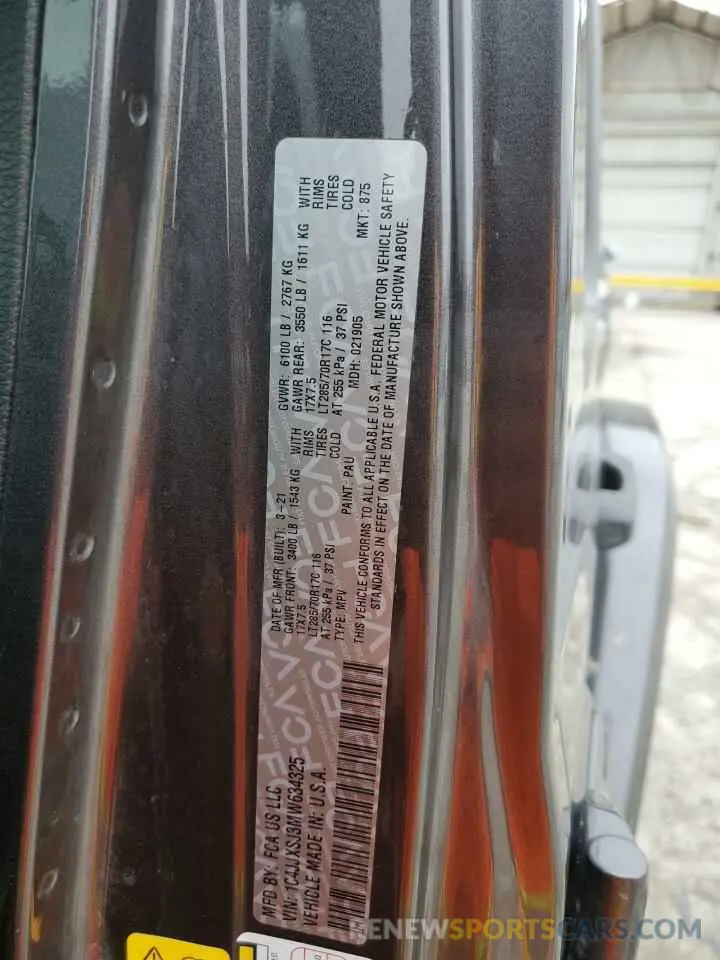 MFD BY: FCA US LLC
DATE OF MFR (BUILT): 3-21
GVWR: 6100 LB / 2767 KG
GAWR FRONT: 3400 LB / 1543 KG WITH
17X7.5 RIMS
LT285/70R17C 116 TIRES
AT 255 kPa / 37 PSI COLD
GAWR REAR: 3550 LB / 1611 KG WITH
17X7.5 RIMS
LT285/70R17C 116 TIRES
AT 255 kPa / 37 PSI COLD
VIN: 1C4JJXSJ3MW634325
TYPE: MPV
PAINT: PAU
MDH: 021905
MKT: 875
VEHICLE MADE IN: U.S.A.
THIS VEHICLE CONFORMS TO ALL APPLICABLE U.S.A. FEDERAL MOTOR VEHICLE SAFETY
STANDARDS IN EFFECT ON THE DATE OF MANUFACTURE SHOWN ABOVE.
RENEWSPORTSCARS.COM